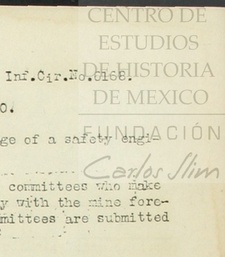 CENTRO DE
ESTUDIOS
DE HISTORIA
DE MEXICO
FUNDACIÓN
Carlos Slim
Inf.Cir.No.6168.
O.
ge of a safety engi-
committees who make
y with the mine fore-
mittees are submitted